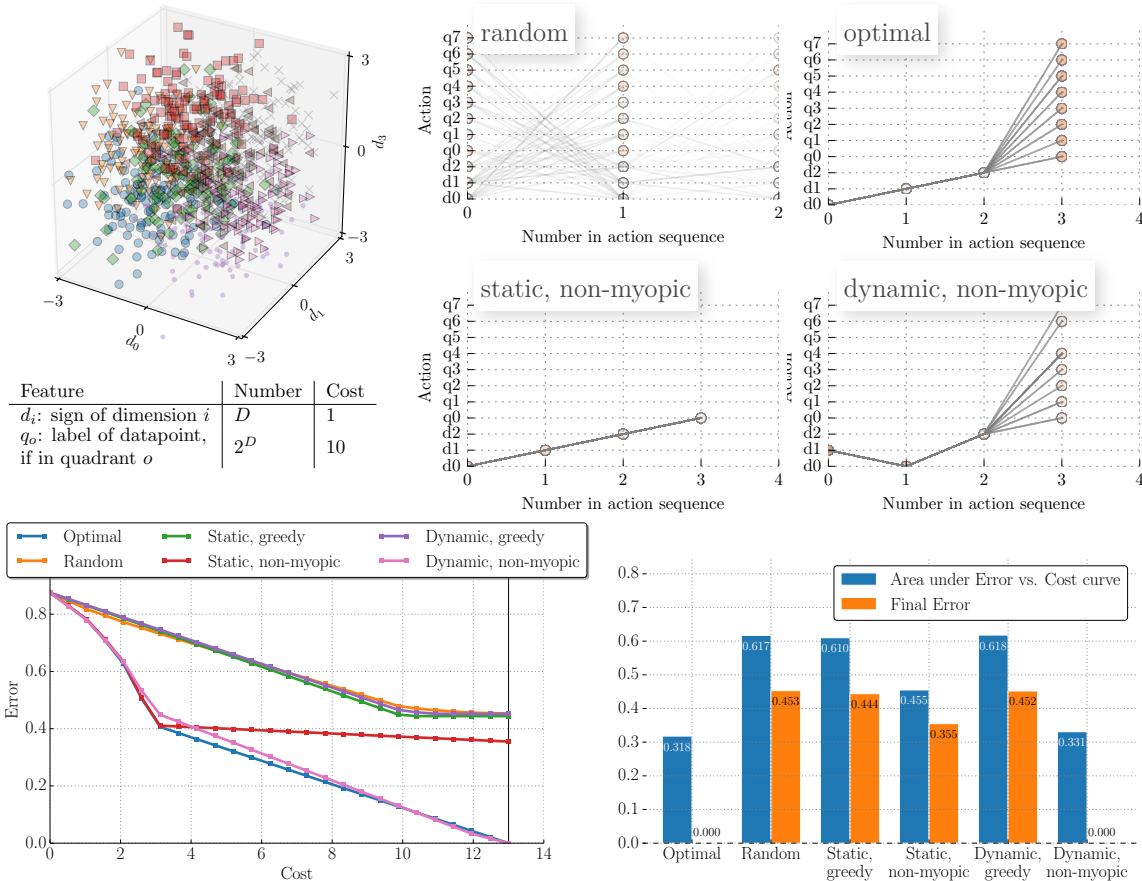 3
0
d3
−3
3
0
d1
−3
−3
0
d0
3
random
q7
q6
q5
q4
q3
q2
q1
q0
d2
d1
d0
Action
0 1 2
Number in action sequence
optimal
q7
q6
q5
q4
q3
q2
q1
q0
d2
d1
d0
0 1 2 3 4
Number in action sequence
static, non-myopic
q7
q6
q5
q4
q3
q2
q1
q0
d2
d1
d0
Action
0 1 2 3 4
Number in action sequence
dynamic, non-myopic
q7
q6
q5
q4
q3
q2
q1
q0
d2
d1
d0
Action
0 1 2 3 4
Number in action sequence
Feature Number Cost
d_i: sign of dimension i D 1
q_o: label of datapoint,
if in quadrant o 2^D 10
Optimal Static, greedy Dynamic, greedy
Random Static, non-myopic Dynamic, non-myopic
0.8
0.6
0.4
0.2
0.0
Error
0 2 4 6 8 10 12 14
Cost
Area under Error vs. Cost curve
Final Error
0.8
0.7
0.6
0.5
0.4
0.3
0.2
0.1
0.0
0.318 0.000
0.617 0.453
0.610 0.444
0.455 0.355
0.618 0.452
0.331 0.000
Optimal Random Static, greedy Static, non-myopic Dynamic, greedy Dynamic, non-myopic